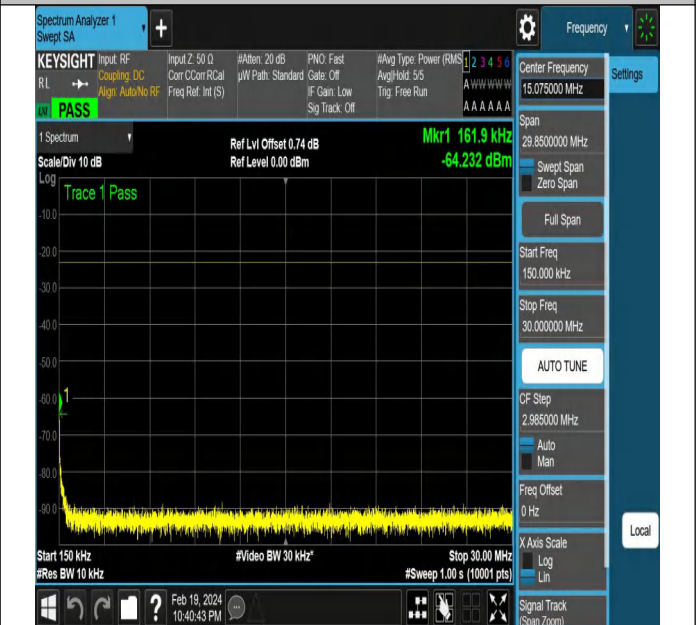 Spectrum Analyzer 1
Swept SA
+
Frequency
KEYSIGHT
RL
PASS
Input: RF
Coupling: DC
Align: Auto/No RF
Input Z: 50 Ω
Corr CCorr RCal
Freq Ref: Int (S)
#Atten: 20 dB
µW Path: Standard
PNO: Fast
Gate: Off
IF Gain: Low
Sig Track: Off
#Avg Type: Power (RMS
Avg|Hold: 5/5
Trig: Free Run
1 2 3 4 5 6
A W W W W W
A A A A A A
1 Spectrum
Scale/Div 10 dB
Ref Lvl Offset 0.74 dB
Ref Level 0.00 dBm
Mkr1 161.9 kHz
-64.232 dBm
Log
Trace 1 Pass
-10.0
-20.0
-30.0
-40.0
-50.0
-60.0
1
-70.0
-80.0
-90.0
Start 150 kHz
#Res BW 10 kHz
#Video BW 30 kHz*
Stop 30.00 MHz
#Sweep 1.00 s (10001 pts)
?
Feb 19, 2024
10:40:43 PM
Center Frequency
15.075000 MHz
Settings
Span
29.8500000 MHz
Swept Span
Zero Span
Full Span
Start Freq
150.000 kHz
Stop Freq
30.000000 MHz
AUTO TUNE
CF Step
2.985000 MHz
Auto
Man
Freq Offset
0 Hz
Local
X Axis Scale
Log
Lin
Signal Track
(Span Zoom)